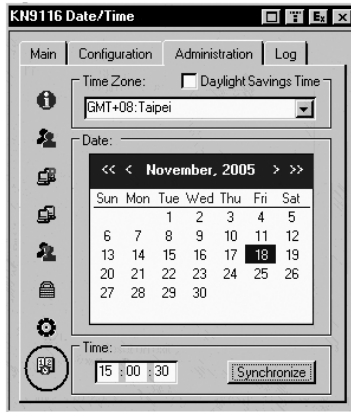 KN9116 Date/Time
Main Configuration Administration Log
Time Zone: Daylight Savings Time
GMT+08:Taipei
Date:
<< < November, 2005 > >>
Sun Mon Tue Wed Thu Fri Sat
1 2 3 4 5
6 7 8 9 10 11 12
13 14 15 16 17 18 19
20 21 22 23 24 25 26
27 28 29 30
Time:
15 : 00 : 30 Synchronize